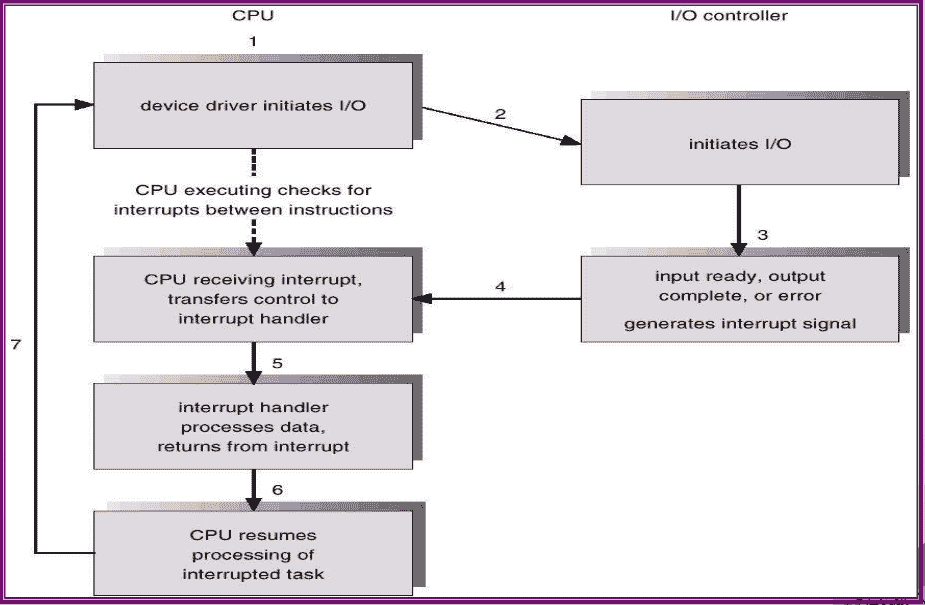 CPU
I/O controller
1
device driver initiates I/O
2
initiates I/O
CPU executing checks for
interrupts between instructions
3
CPU receiving interrupt,
transfers control to
interrupt handler
4
input ready, output
complete, or error
generates interrupt signal
7
5
interrupt handler
processes data,
returns from interrupt
6
CPU resumes
processing of
interrupted task